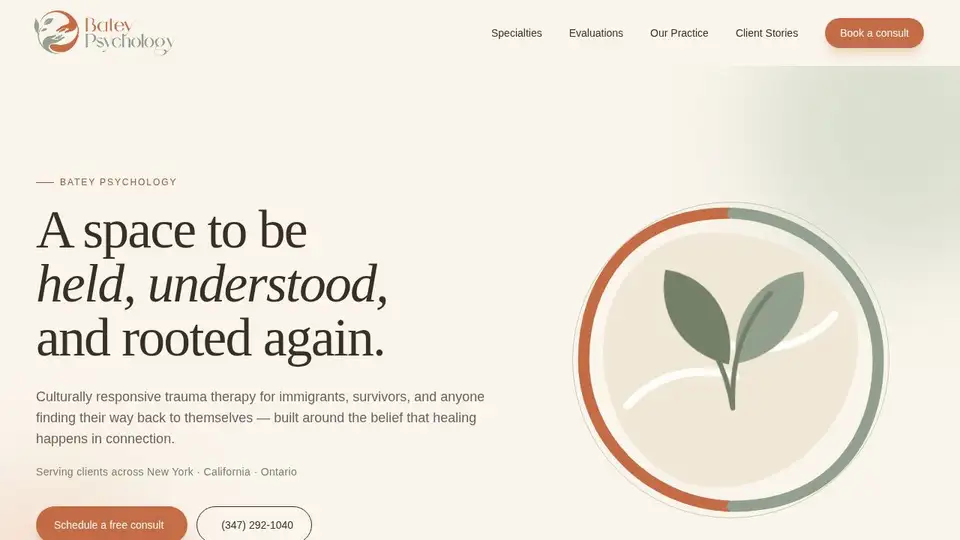 Batey
Psychology
Specialties
Evaluations
Our Practice
Client Stories
Book a consult
BATEY PSYCHOLOGY
A space to be
held, understood,
and rooted again.
Culturally responsive trauma therapy for immigrants, survivors, and anyone
finding their way back to themselves — built around the belief that healing
happens in connection.
Serving clients across New York · California · Ontario
Schedule a free consult
(347) 292-1040